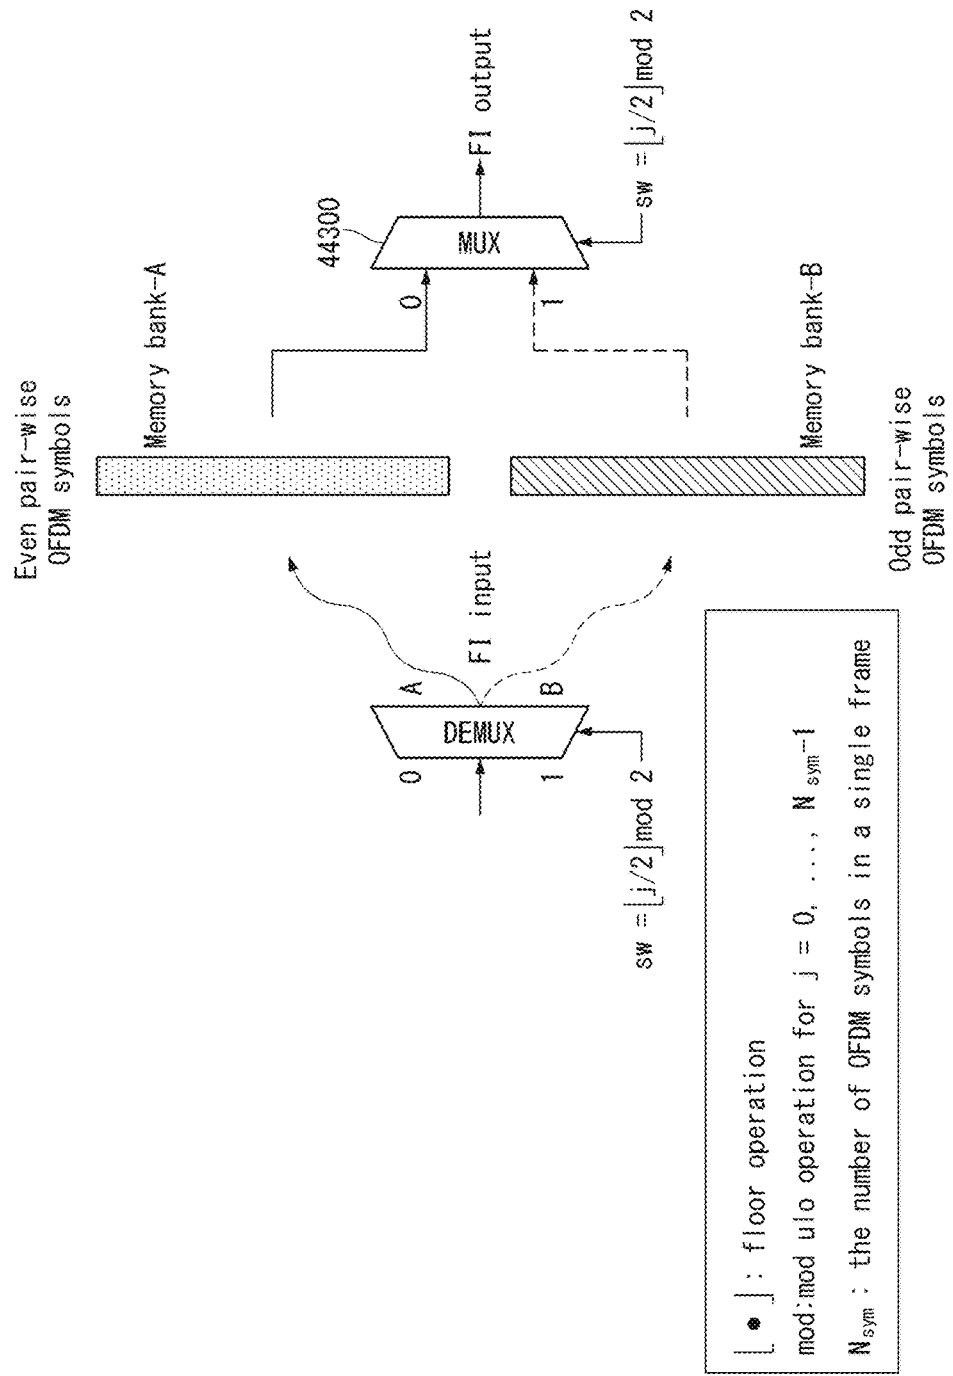 Even pair-wise
OFDM symbols
Memory bank-A
44300
0
MUX
FI output
1
sw = ⌊j/2⌋mod 2
A
FI input
0
DEMUX
B
1
sw = ⌊j/2⌋mod 2
Memory bank-B
Odd pair-wise
OFDM symbols
⌊ • ⌋ : floor operation
mod:mod ulo operation for j = 0, ..., N sym-1
Nsym : the number of OFDM symbols in a single frame